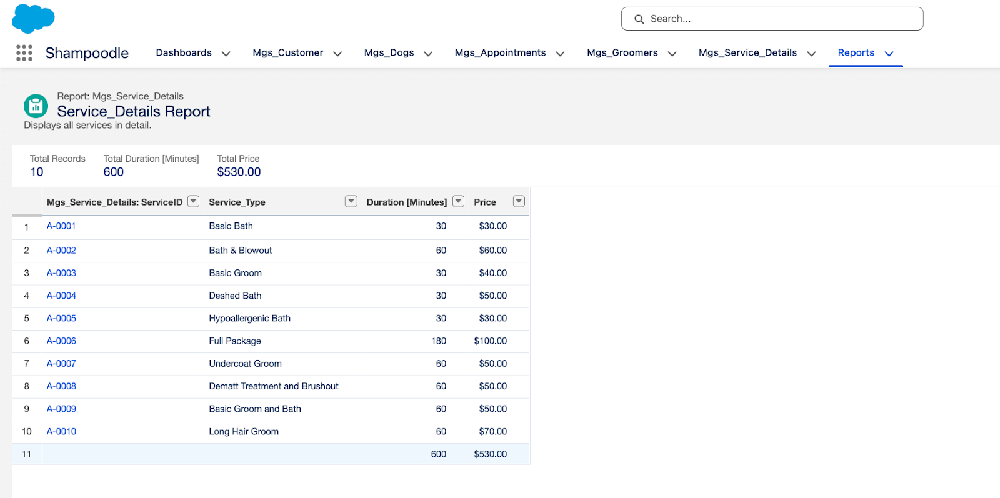 Search...
Shampoodle Dashboards Mgs_Customer Mgs_Dogs Mgs_Appointments Mgs_Groomers Mgs_Service_Details Reports
Report: Mgs_Service_Details
Service_Details Report
Displays all services in detail.
Total Records Total Duration [Minutes] Total Price
10 600 $530.00
Mgs_Service_Details: ServiceID Service_Type Duration [Minutes] Price
1 A-0001 Basic Bath 30 $30.00
2 A-0002 Bath & Blowout 60 $60.00
3 A-0003 Basic Groom 30 $40.00
4 A-0004 Deshed Bath 30 $50.00
5 A-0005 Hypoallergenic Bath 30 $30.00
6 A-0006 Full Package 180 $100.00
7 A-0007 Undercoat Groom 60 $50.00
8 A-0008 Dematt Treatment and Brushout 60 $50.00
9 A-0009 Basic Groom and Bath 60 $50.00
10 A-0010 Long Hair Groom 60 $70.00
11 600 $530.00